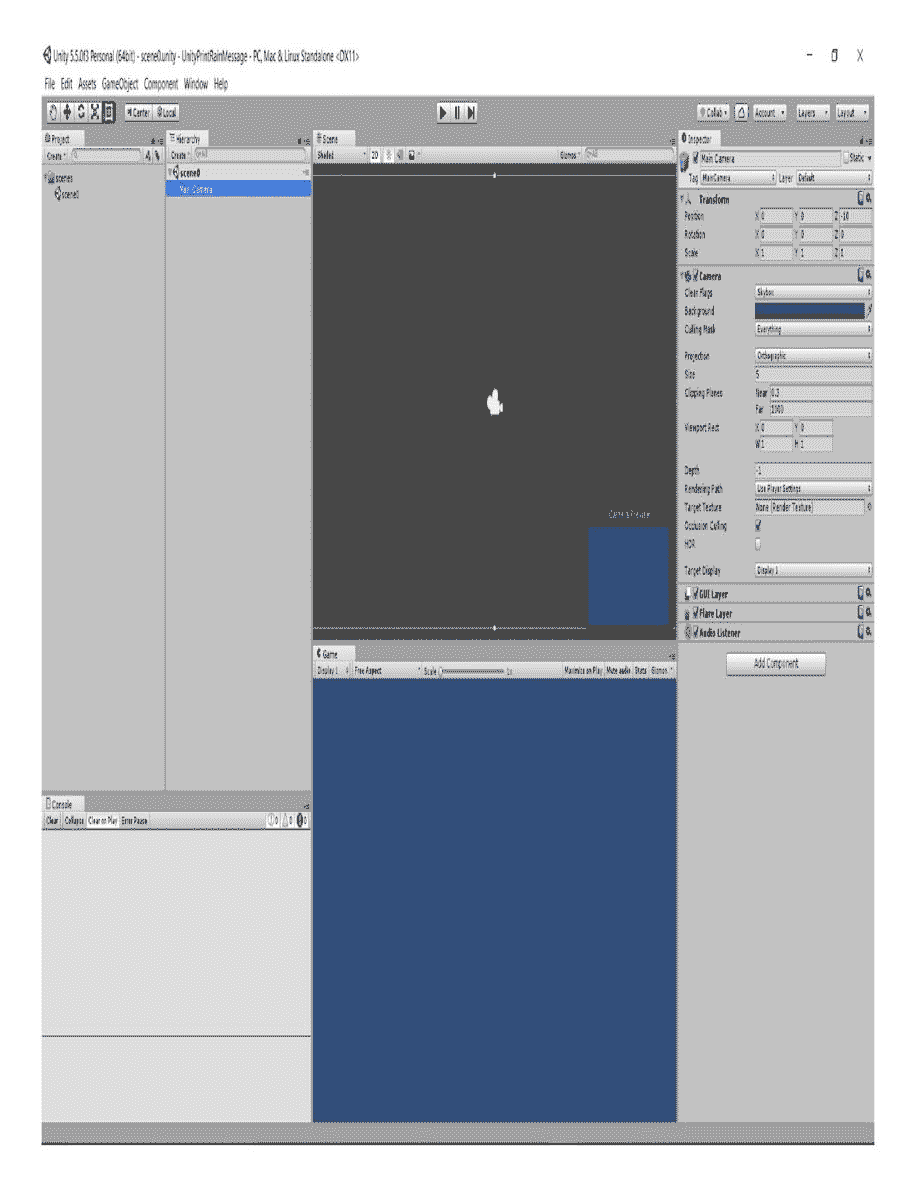 Unity 5.5.0f3 Personal (64bit) - scene0.unity - UnityPrintRainMessage - PC, Mac & Linux Standalone <DX11>
File Edit Assets GameObject Component Window Help
Center Local Collab Account Layers Layout
Project Hierarchy Scene Inspector
Create Create All Shaded 2D Gizmos All Main Camera Static
scenes scene0 Tag MainCamera Layer Default
scene0 Main Camera
Transform
Position X 0 Y 0 Z -10
Rotation X 0 Y 0 Z 0
Scale X 1 Y 1 Z 1
Camera
Clear Flags Skybox
Background
Culling Mask Everything
Projection Orthographic
Size 5
Clipping Planes Near 0.3
Far 1000
Viewport Rect X 0 Y 0
W 1 H 1
Depth -1
Rendering Path Use Player Settings
Camera Preview Target Texture None (Render Texture)
Occlusion Culling
HDR
Target Display Display 1
GUI Layer
Flare Layer
Audio Listener
Game
Add Component
Display 1 Free Aspect Scale 1x Maximize on Play Mute audio Stats Gizmos
Console
Clear Collapse Clear on Play Error Pause 0 0 0